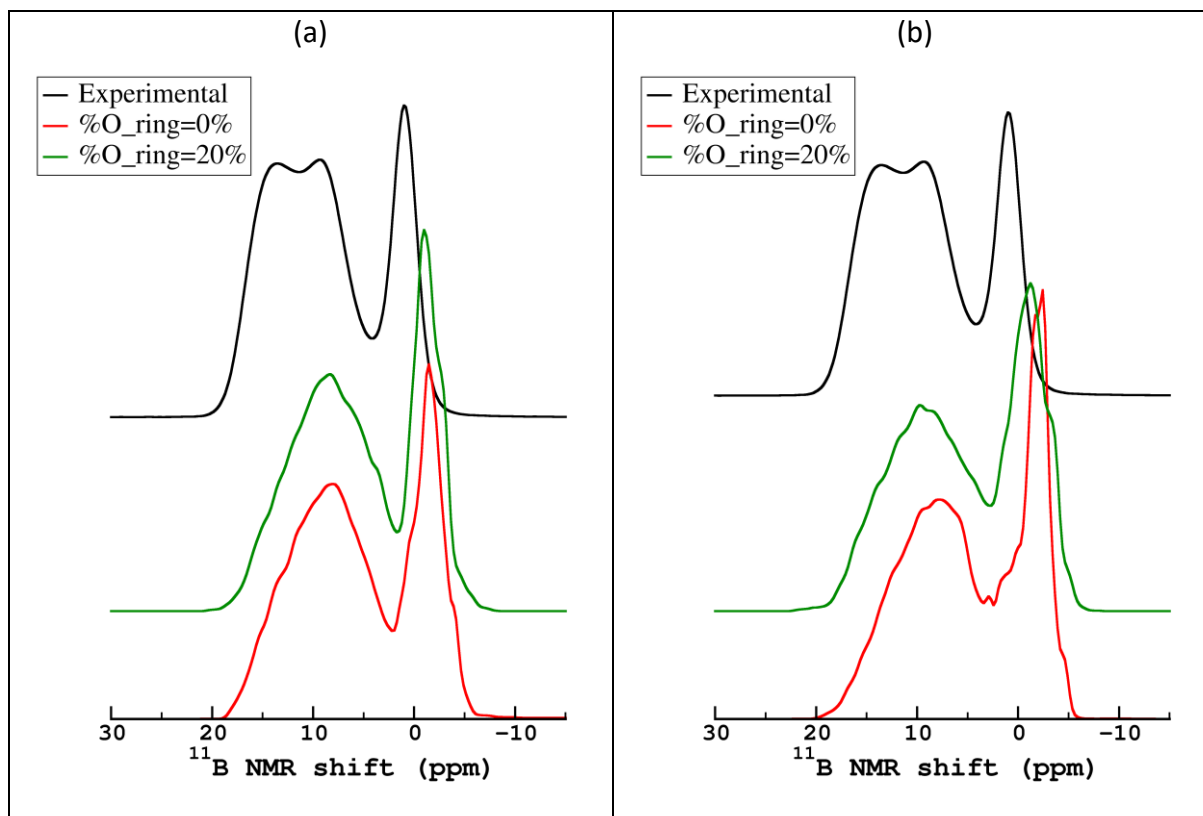 (a)
Experimental
%O_ring=0%
%O_ring=20%
30 20 10 0 −10
11B NMR shift (ppm)
(b)
Experimental
%O_ring=0%
%O_ring=20%
30 20 10 0 −10
11B NMR shift (ppm)